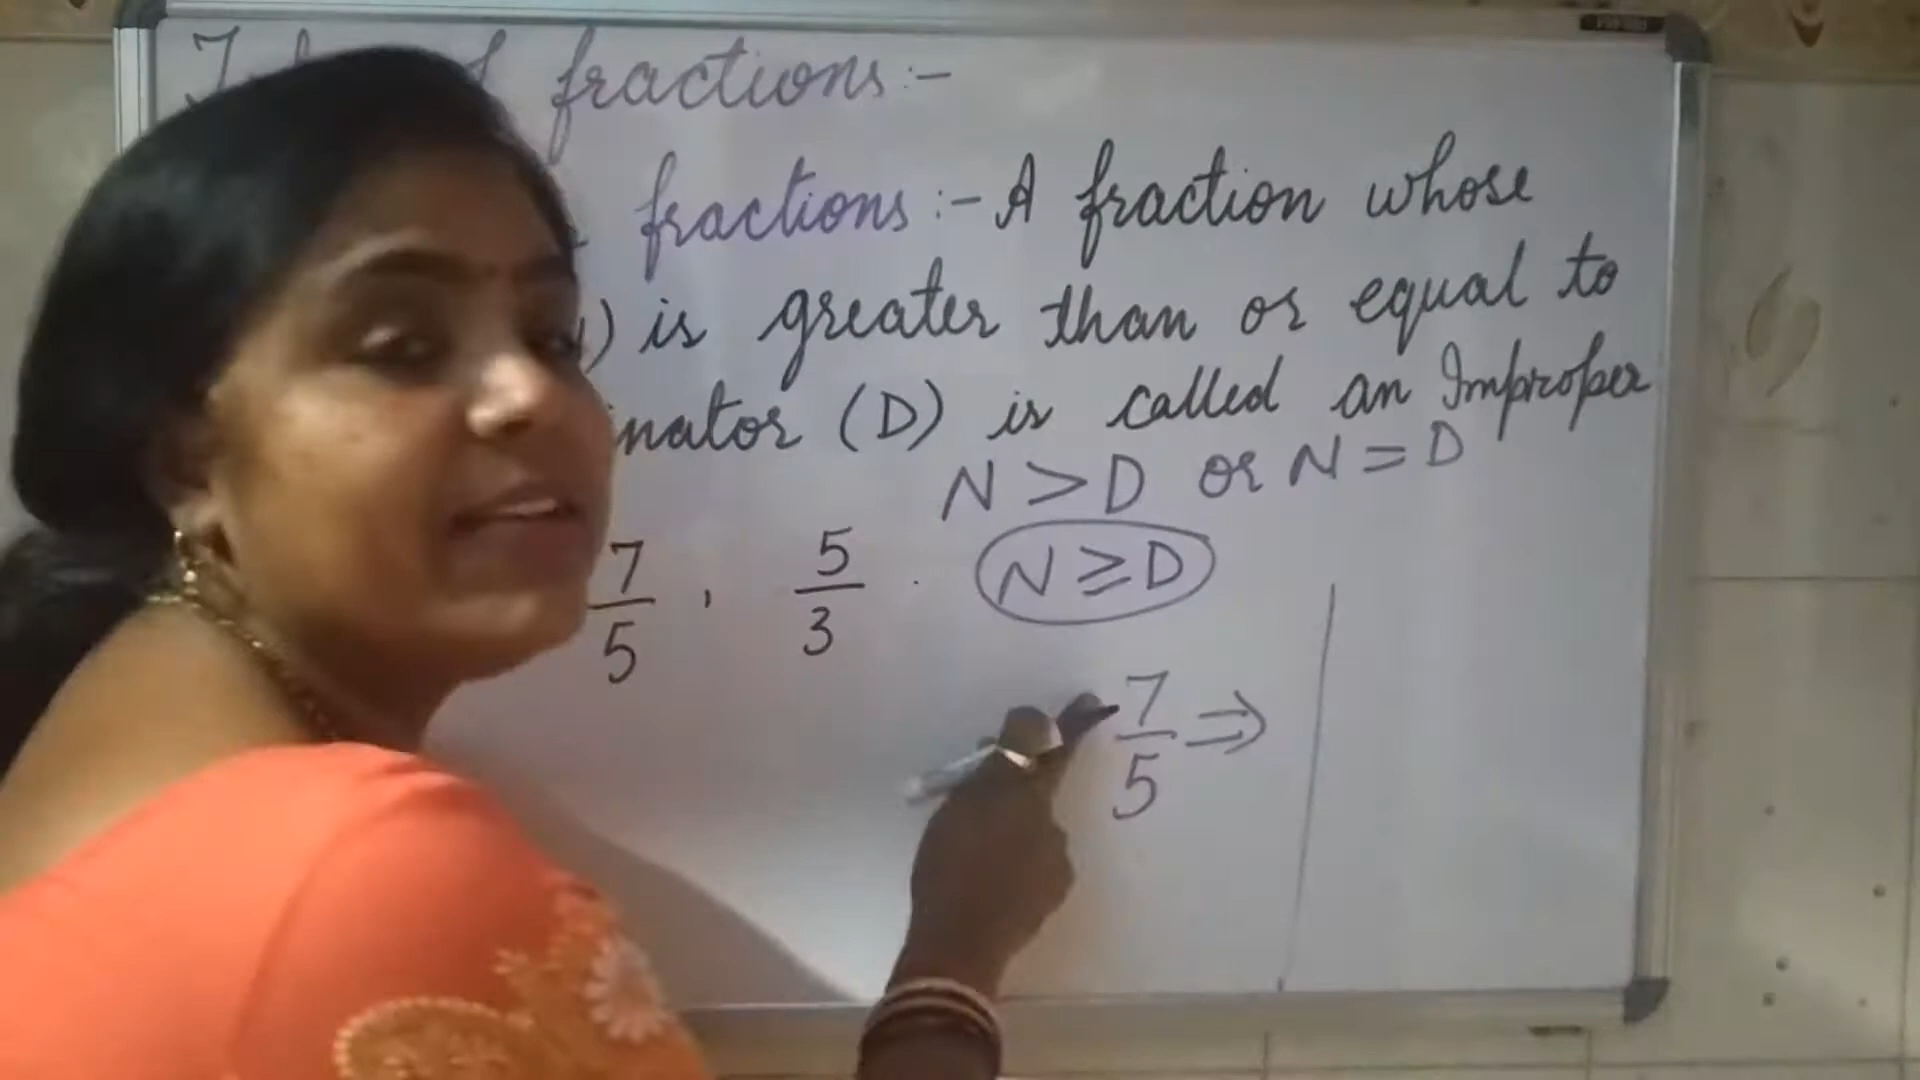 fractions :-
fractions :- A fraction whose
) is greater than or equal to
nator (D) is called an Improper
N > D or N = D
7/5 , 5/3 . N ≥ D
7/5 ⇒